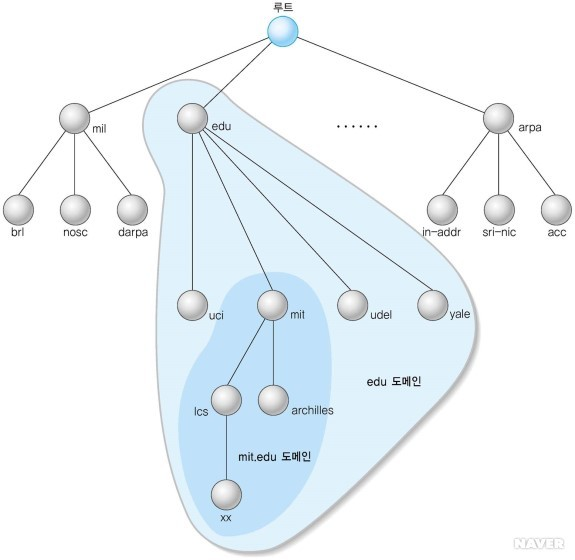 루트
mil
edu
......
arpa
brl
nosc
darpa
in-addr
sri-nic
acc
uci
mit
udel
yale
edu 도메인
lcs
archilles
mit.edu 도메인
xx
NAVER